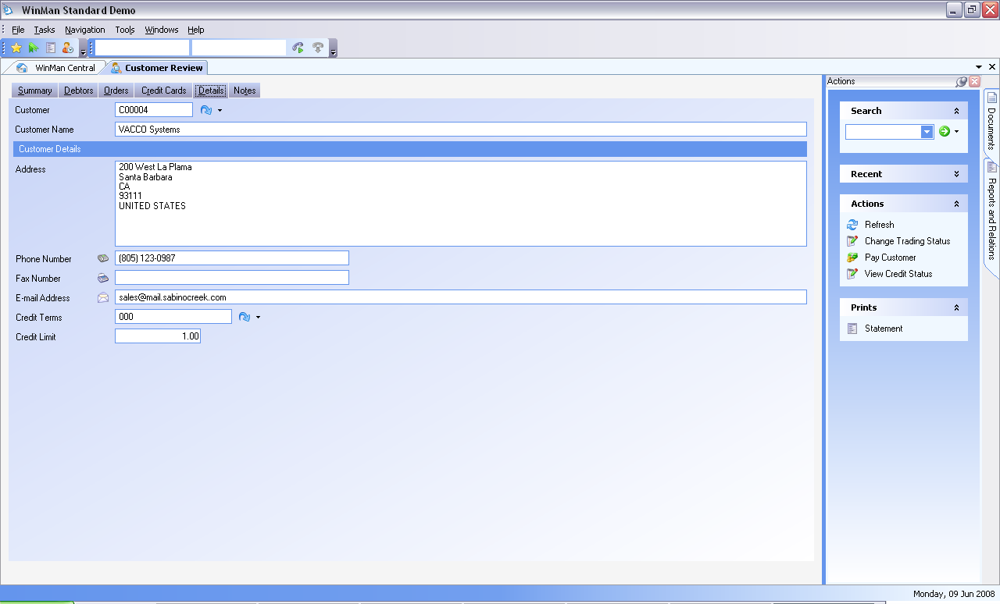 WinMan Standard Demo
File Tasks Navigation Tools Windows Help
WinMan Central Customer Review
Summary Debtors Orders Credit Cards Details Notes
Customer C00004
Customer Name VACCO Systems
Customer Details
Address 200 West La Plama
Santa Barbara
CA
93111
UNITED STATES
Phone Number (805) 123-0987
Fax Number
E-mail Address sales@mail.sabinocreek.com
Credit Terms 000
Credit Limit 1.00
Actions
Search
Recent
Actions
Refresh
Change Trading Status
Pay Customer
View Credit Status
Prints
Statement
Documents
Reports and Relations
Monday, 09 Jun 2008